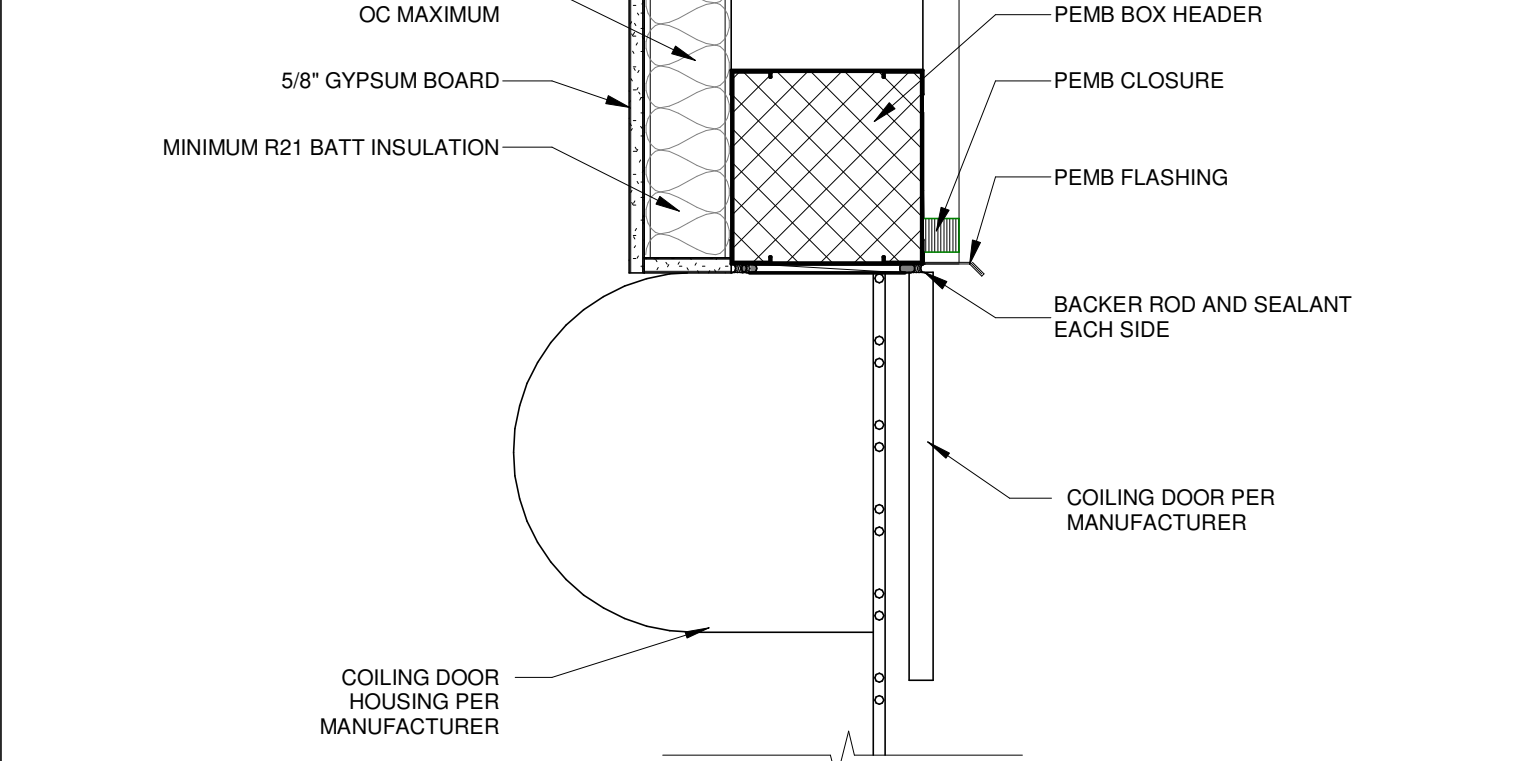 OC MAXIMUM
5/8" GYPSUM BOARD
MINIMUM R21 BATT INSULATION
COILING DOOR
HOUSING PER
MANUFACTURER
PEMB BOX HEADER
PEMB CLOSURE
PEMB FLASHING
BACKER ROD AND SEALANT
EACH SIDE
COILING DOOR PER
MANUFACTURER